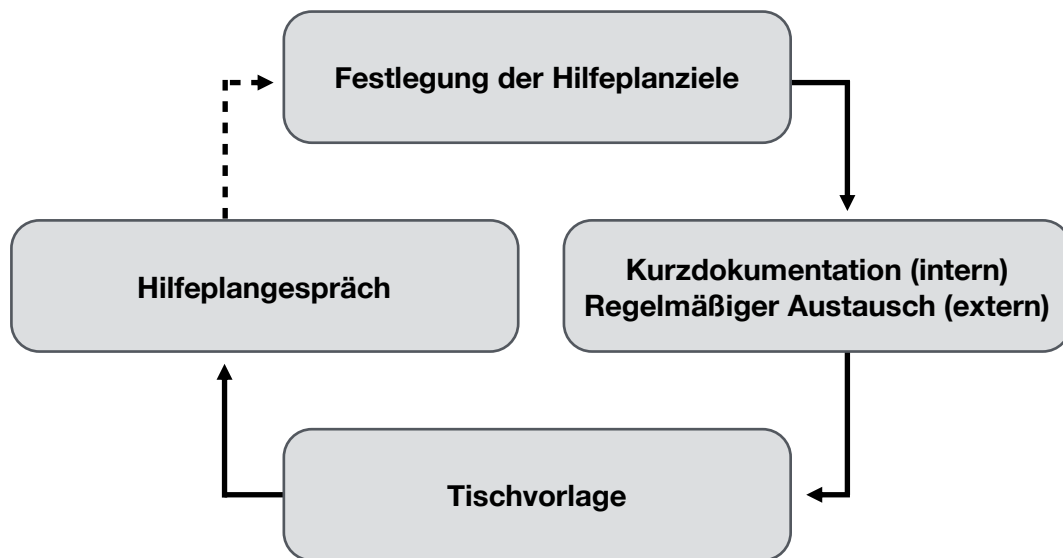 Festlegung der Hilfeplanziele
Kurzdokumentation (intern)
Regelmäßiger Austausch (extern)
Tischvorlage
Hilfeplangespräch